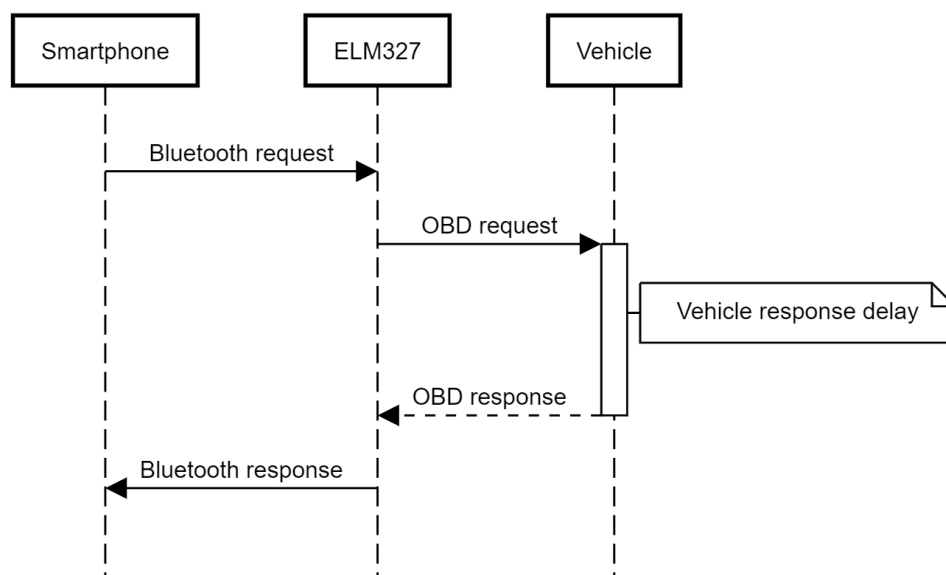 Smartphone
ELM327
Vehicle
Bluetooth request
OBD request
Vehicle response delay
OBD response
Bluetooth response